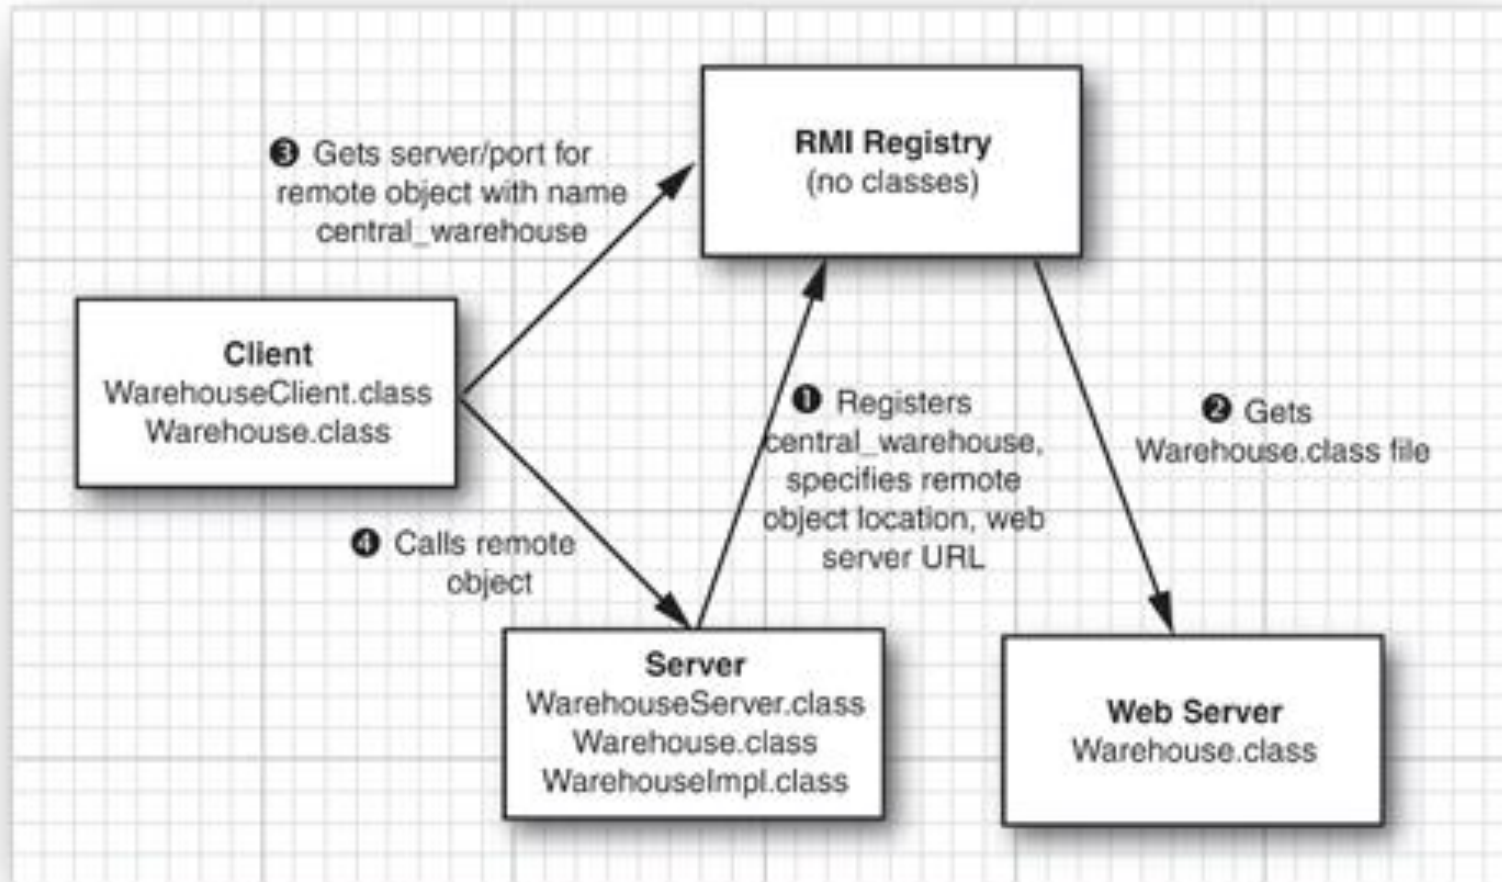 RMI Registry
(no classes)
❸ Gets server/port for
remote object with name
central_warehouse
Client
WarehouseClient.class
Warehouse.class
❶ Registers
central_warehouse,
specifies remote
object location, web
server URL
❷ Gets
Warehouse.class file
❹ Calls remote
object
Server
WarehouseServer.class
Warehouse.class
WarehouseImpl.class
Web Server
Warehouse.class